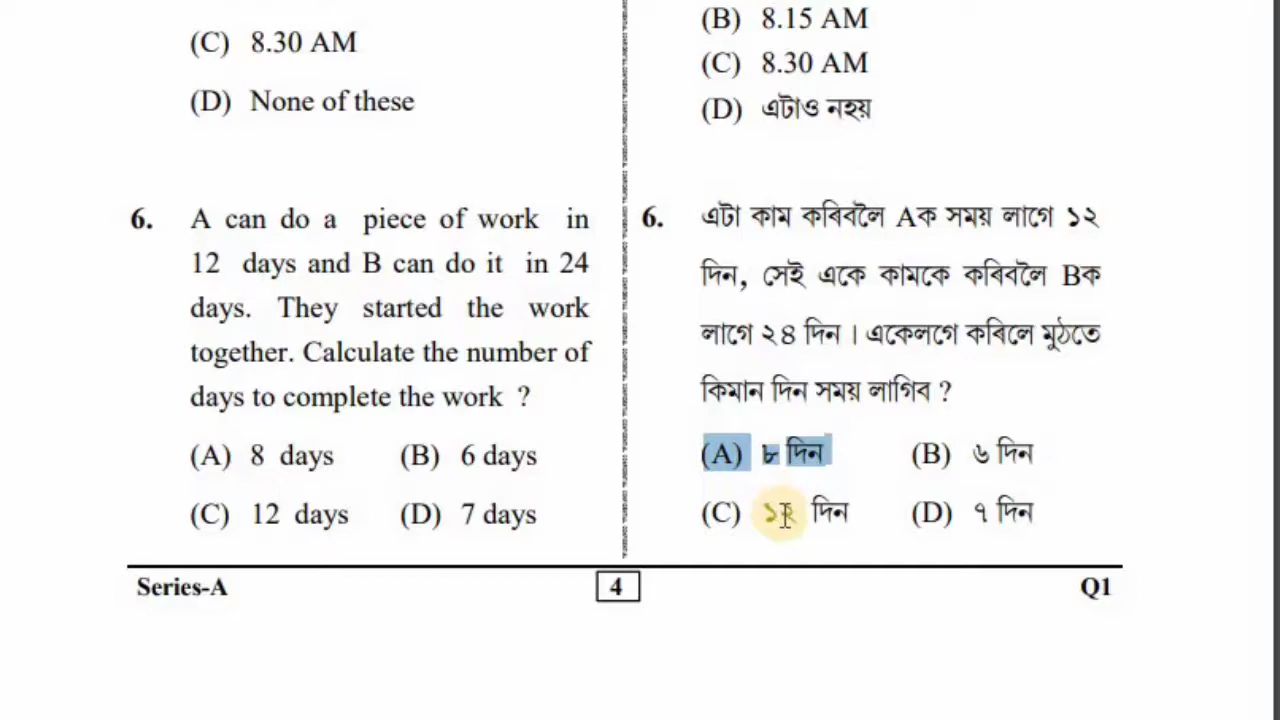 (C) 8.30 AM
(D) None of these
6. A can do a piece of work in
12 days and B can do it in 24
days. They started the work
together. Calculate the number of
days to complete the work ?
(A) 8 days (B) 6 days
(C) 12 days (D) 7 days
(B) 8.15 AM
(C) 8.30 AM
(D) এটাও নহয়
6. এটা কাম কৰিবলৈ Aক সময় লাগে ১২
দিন, সেই একে কামকে কৰিবলৈ Bক
লাগে ২৪ দিন । একেলগে কৰিলে মুঠতে
কিমান দিন সময় লাগিব ?
(A) ৮ দিন (B) ৬ দিন
(C) ১২ দিন (D) ৭ দিন
Series-A 4 Q1